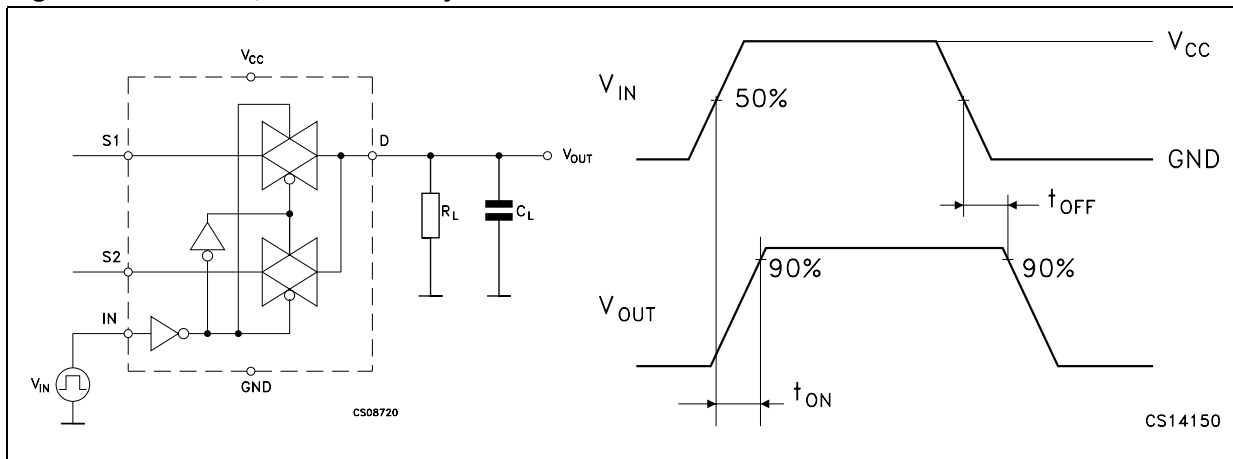 VCC
S1
D
VOUT
RL
CL
S2
IN
VIN
GND
CS08720
VIN
50%
VCC
GND
tOFF
90%
90%
VOUT
tON
CS14150